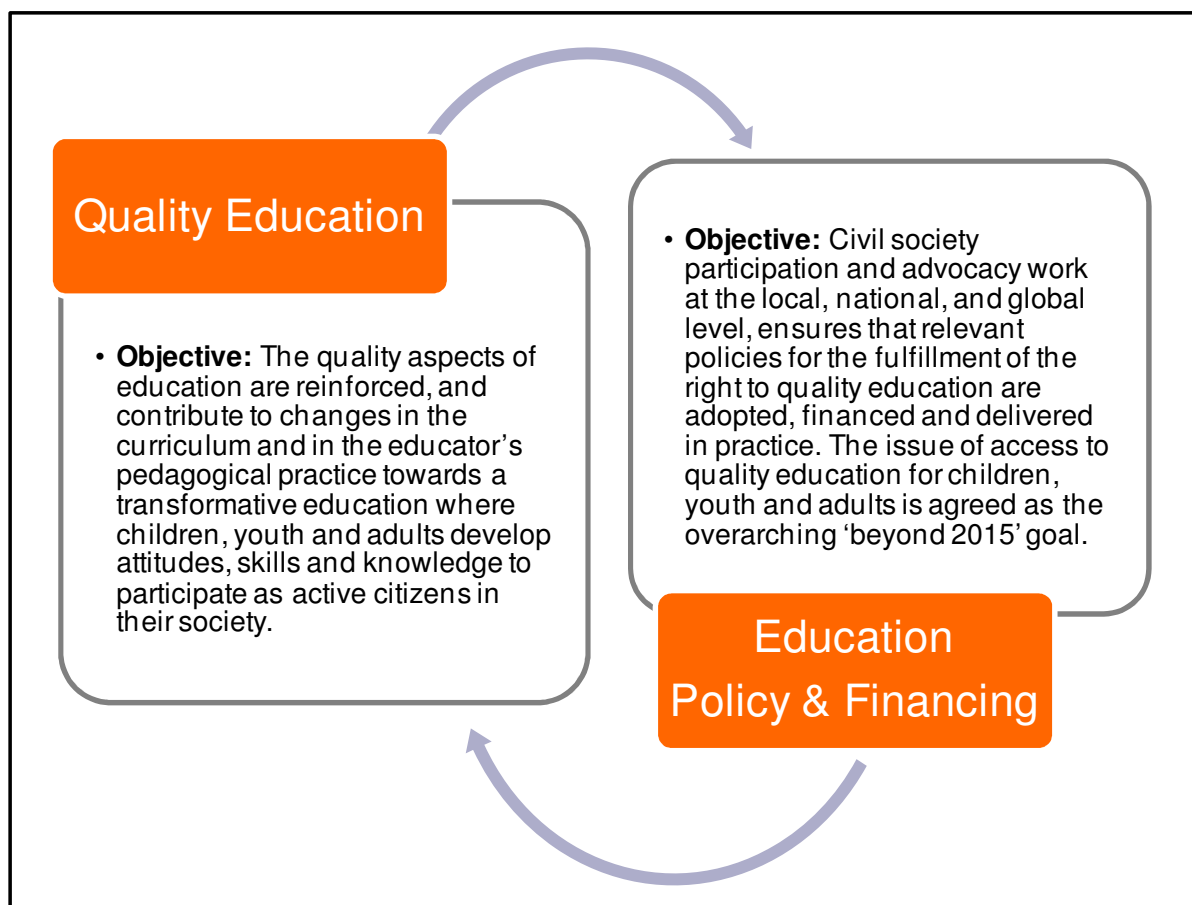 Quality Education
• Objective: The quality aspects of
education are reinforced, and
contribute to changes in the
curriculum and in the educator’s
pedagogical practice towards a
transformative education where
children, youth and adults develop
attitudes, skills and knowledge to
participate as active citizens in
their society.
• Objective: Civil society
participation and advocacy work
at the local, national, and global
level, ensures that relevant
policies for the fulfillment of the
right to quality education are
adopted, financed and delivered
in practice. The issue of access to
quality education for children,
youth and adults is agreed as the
overarching ‘beyond 2015’ goal.
Education
Policy & Financing